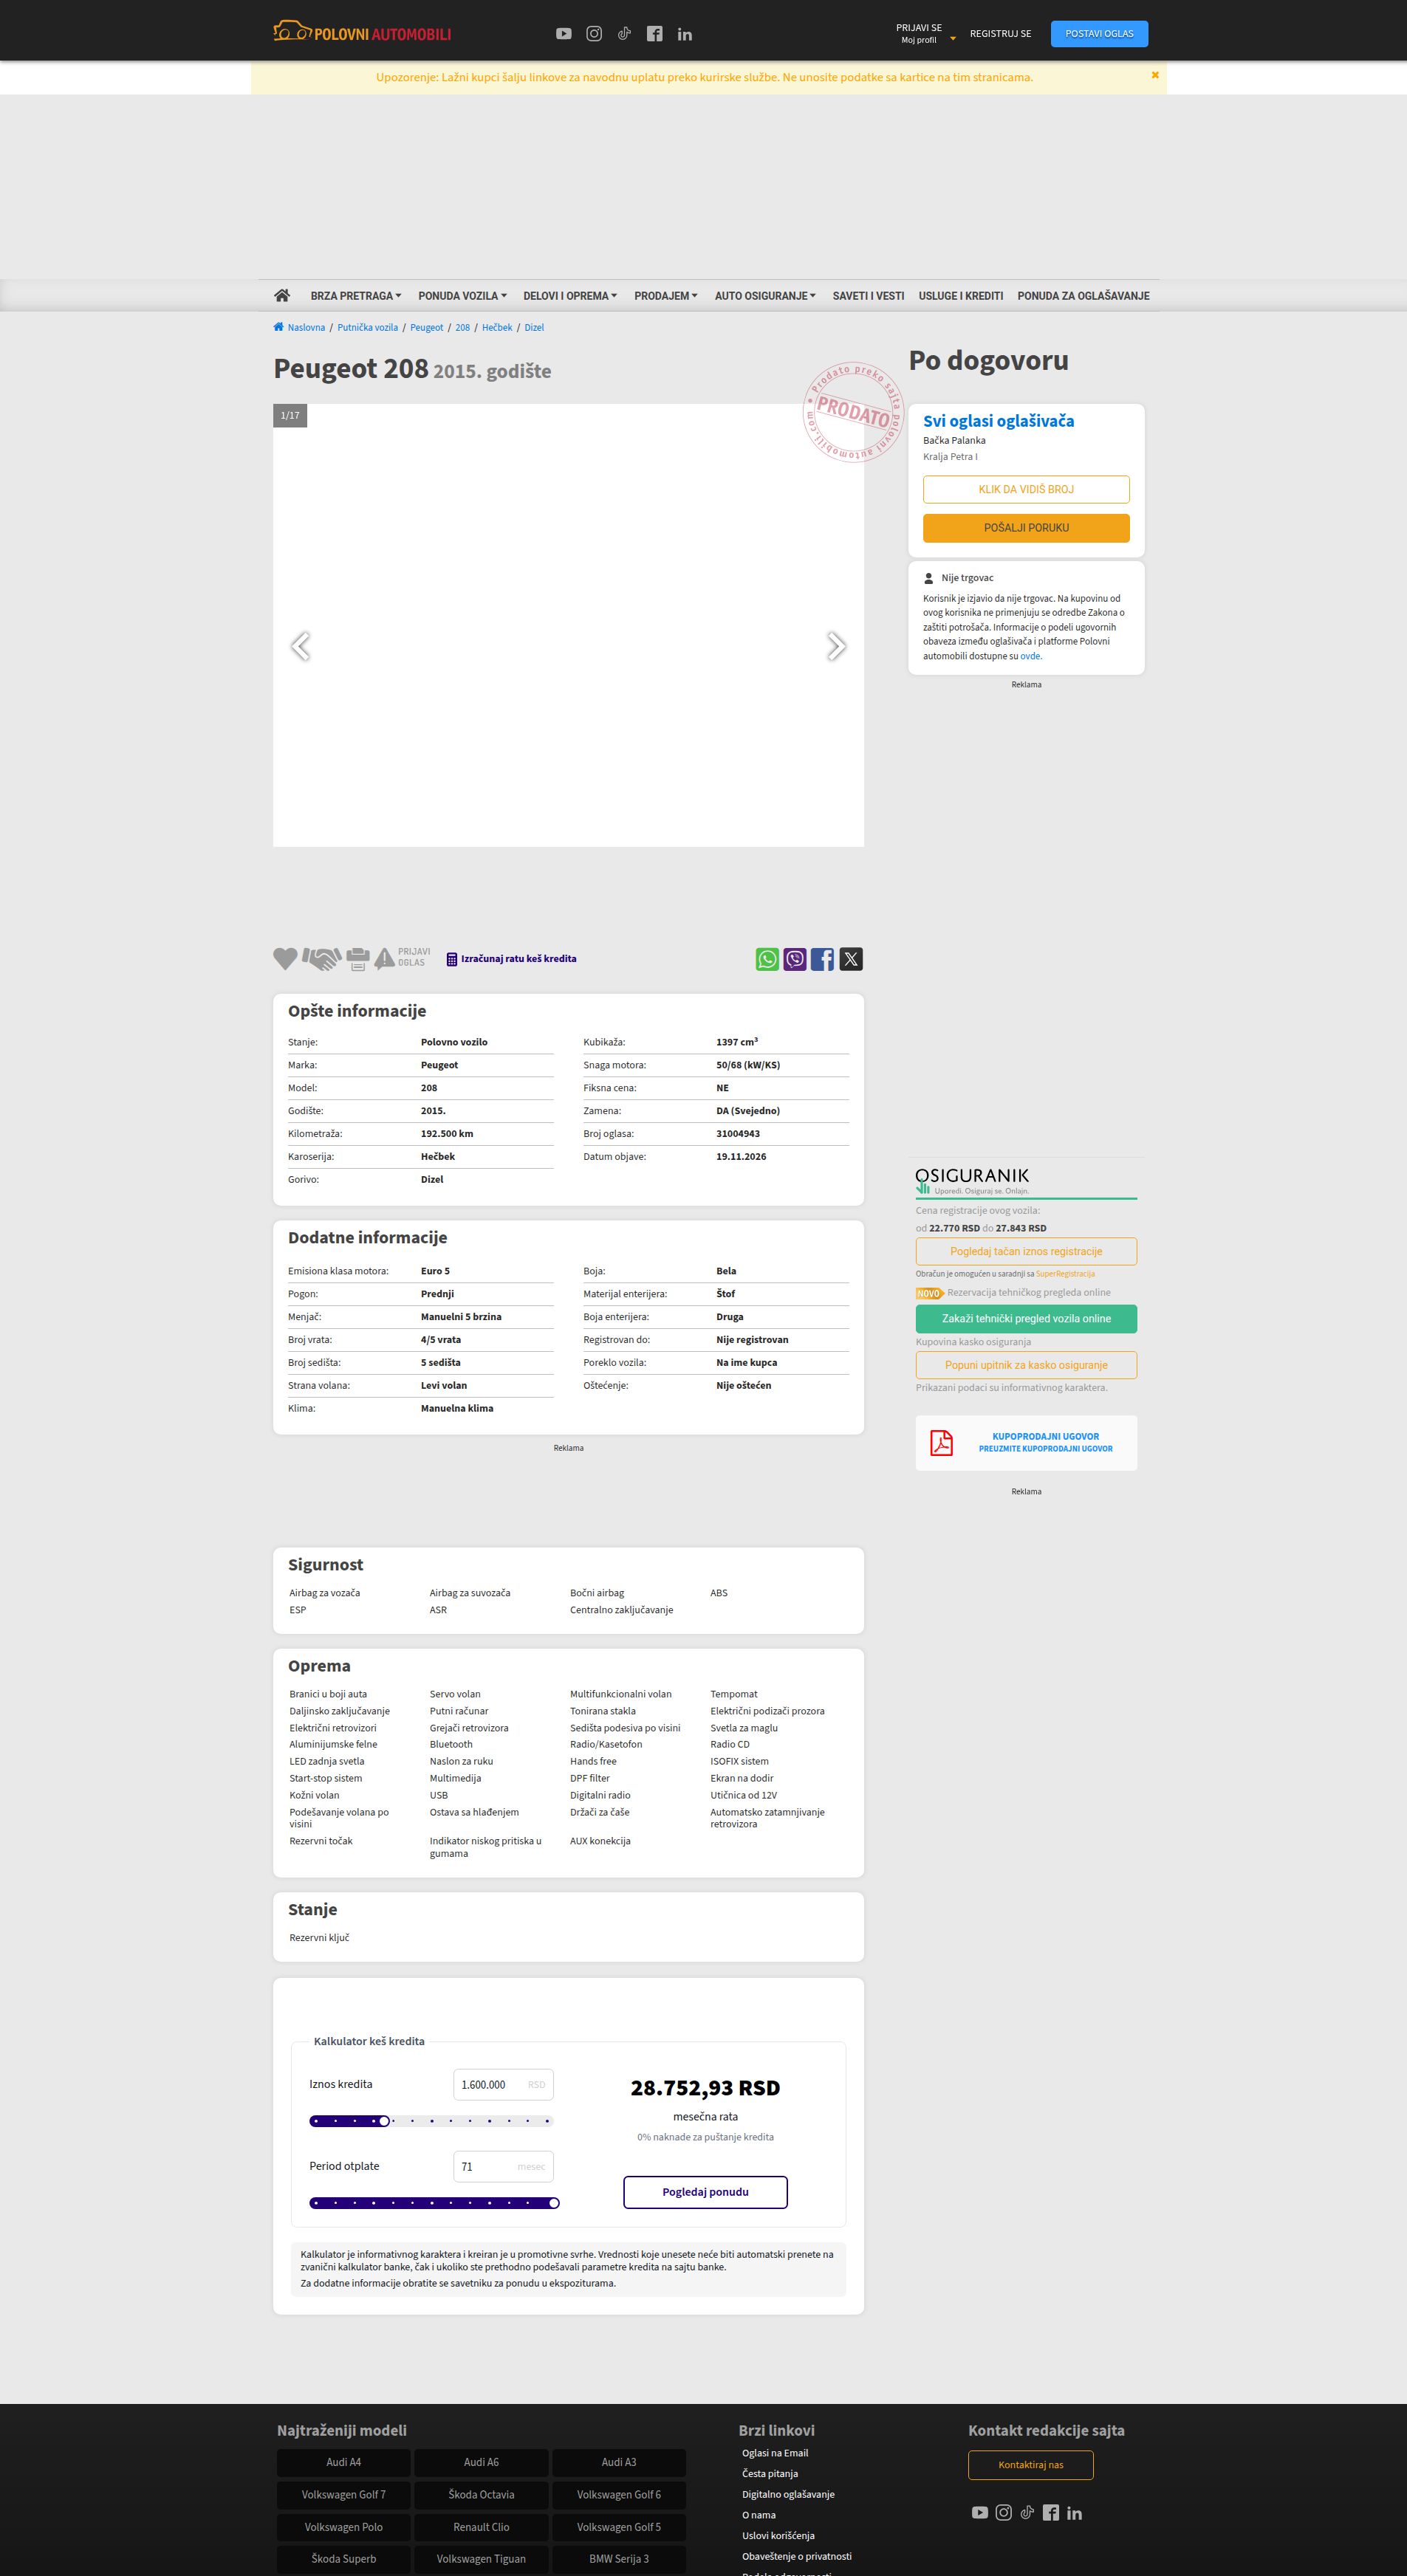 POLOVNI AUTOMOBILI
PRIJAVI SE
Moj profil
REGISTRUJ SE
POSTAVI OGLAS
Upozorenje: Lažni kupci šalju linkove za navodnu uplatu preko kurirske službe. Ne unosite podatke sa kartice na tim stranicama.
BRZA PRETRAGA PONUDA VOZILA DELOVI I OPREMA PRODAJEM AUTO OSIGURANJE SAVETI I VESTI USLUGE I KREDITI PONUDA ZA OGLAŠAVANJE
Naslovna / Putnička vozila / Peugeot / 208 / Hečbek / Dizel
Peugeot 208 2015. godište
Po dogovoru
1/17
Prodato preko sajta polovni automobili.com
PRODATO
Svi oglasi oglašivača
Bačka Palanka
Kralja Petra I
KLIK DA VIDIŠ BROJ
POŠALJI PORUKU
Nije trgovac
Korisnik je izjavio da nije trgovac. Na kupovinu od
ovog korisnika ne primenjuju se odredbe Zakona o
zaštiti potrošača. Informacije o podeli ugovornih
obaveza između oglašivača i platforme Polovni
automobili dostupne su ovde.
Reklama
PRIJAVI
OGLAS
Izračunaj ratu keš kredita
Opšte informacije
Stanje: Polovno vozilo
Marka: Peugeot
Model: 208
Godište: 2015.
Kilometraža: 192.500 km
Karoserija: Hečbek
Gorivo: Dizel
Kubikaža: 1397 cm³
Snaga motora: 50/68 (kW/KS)
Fiksna cena: NE
Zamena: DA (Svejedno)
Broj oglasa: 31004943
Datum objave: 19.11.2026
OSIGURANIK
Uporedi. Osiguraj se. Onlajn.
Cena registracije ovog vozila:
od 22.770 RSD do 27.843 RSD
Pogledaj tačan iznos registracije
Obračun je omogućen u saradnji sa SuperRegistracija
NOVO Rezervacija tehničkog pregleda online
Zakaži tehnički pregled vozila online
Kupovina kasko osiguranja
Popuni upitnik za kasko osiguranje
Prikazani podaci su informativnog karaktera.
KUPOPRODAJNI UGOVOR
PREUZMITE KUPOPRODAJNI UGOVOR
Reklama
Dodatne informacije
Emisiona klasa motora: Euro 5
Pogon: Prednji
Menjač: Manuelni 5 brzina
Broj vrata: 4/5 vrata
Broj sedišta: 5 sedišta
Strana volana: Levi volan
Klima: Manuelna klima
Boja: Bela
Materijal enterijera: Štof
Boja enterijera: Druga
Registrovan do: Nije registrovan
Poreklo vozila: Na ime kupca
Oštećenje: Nije oštećen
Reklama
Sigurnost
Airbag za vozača Airbag za suvozača Bočni airbag ABS
ESP ASR Centralno zaključavanje
Oprema
Branici u boji auta Servo volan Multifunkcionalni volan Tempomat
Daljinsko zaključavanje Putni računar Tonirana stakla Električni podizači prozora
Električni retrovizori Grejači retrovizora Sedišta podesiva po visini Svetla za maglu
Aluminijumske felne Bluetooth Radio/Kasetofon Radio CD
LED zadnja svetla Naslon za ruku Hands free ISOFIX sistem
Start-stop sistem Multimedija DPF filter Ekran na dodir
Kožni volan USB Digitalni radio Utičnica od 12V
Podešavanje volana po Ostava sa hlađenjem Držači za čaše Automatsko zatamnjivanje
visini retrovizora
Rezervni točak Indikator niskog pritiska u AUX konekcija
gumama
Stanje
Rezervni ključ
Kalkulator keš kredita
Iznos kredita 1.600.000 RSD
Period otplate 71 mesec
28.752,93 RSD
mesečna rata
0% naknade za puštanje kredita
Pogledaj ponudu
Kalkulator je informativnog karaktera i kreiran je u promotivne svrhe. Vrednosti koje unesete neće biti automatski prenete na
zvanični kalkulator banke, čak i ukoliko ste prethodno podešavali parametre kredita na sajtu banke.
Za dodatne informacije obratite se savetniku za ponudu u ekspoziturama.
Najtraženiji modeli
Audi A4 Audi A6 Audi A3
Volkswagen Golf 7 Škoda Octavia Volkswagen Golf 6
Volkswagen Polo Renault Clio Volkswagen Golf 5
Škoda Superb Volkswagen Tiguan BMW Serija 3
Brzi linkovi
Oglasi na Email
Česta pitanja
Digitalno oglašavanje
O nama
Uslovi korišćenja
Obaveštenje o privatnosti
Kontakt redakcije sajta
Kontaktiraj nas